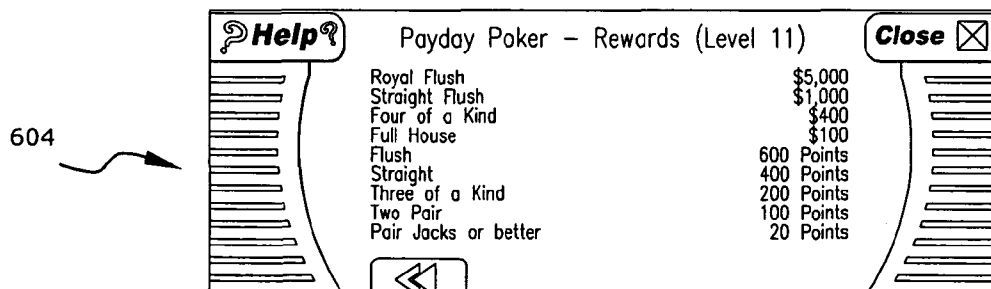 ?Help? Payday Poker – Rewards (Level 11) Close
Royal Flush $5,000
Straight Flush $1,000
Four of a Kind $400
Full House $100
604
Flush 600 Points
Straight 400 Points
Three of a Kind 200 Points
Two Pair 100 Points
Pair Jacks or better 20 Points